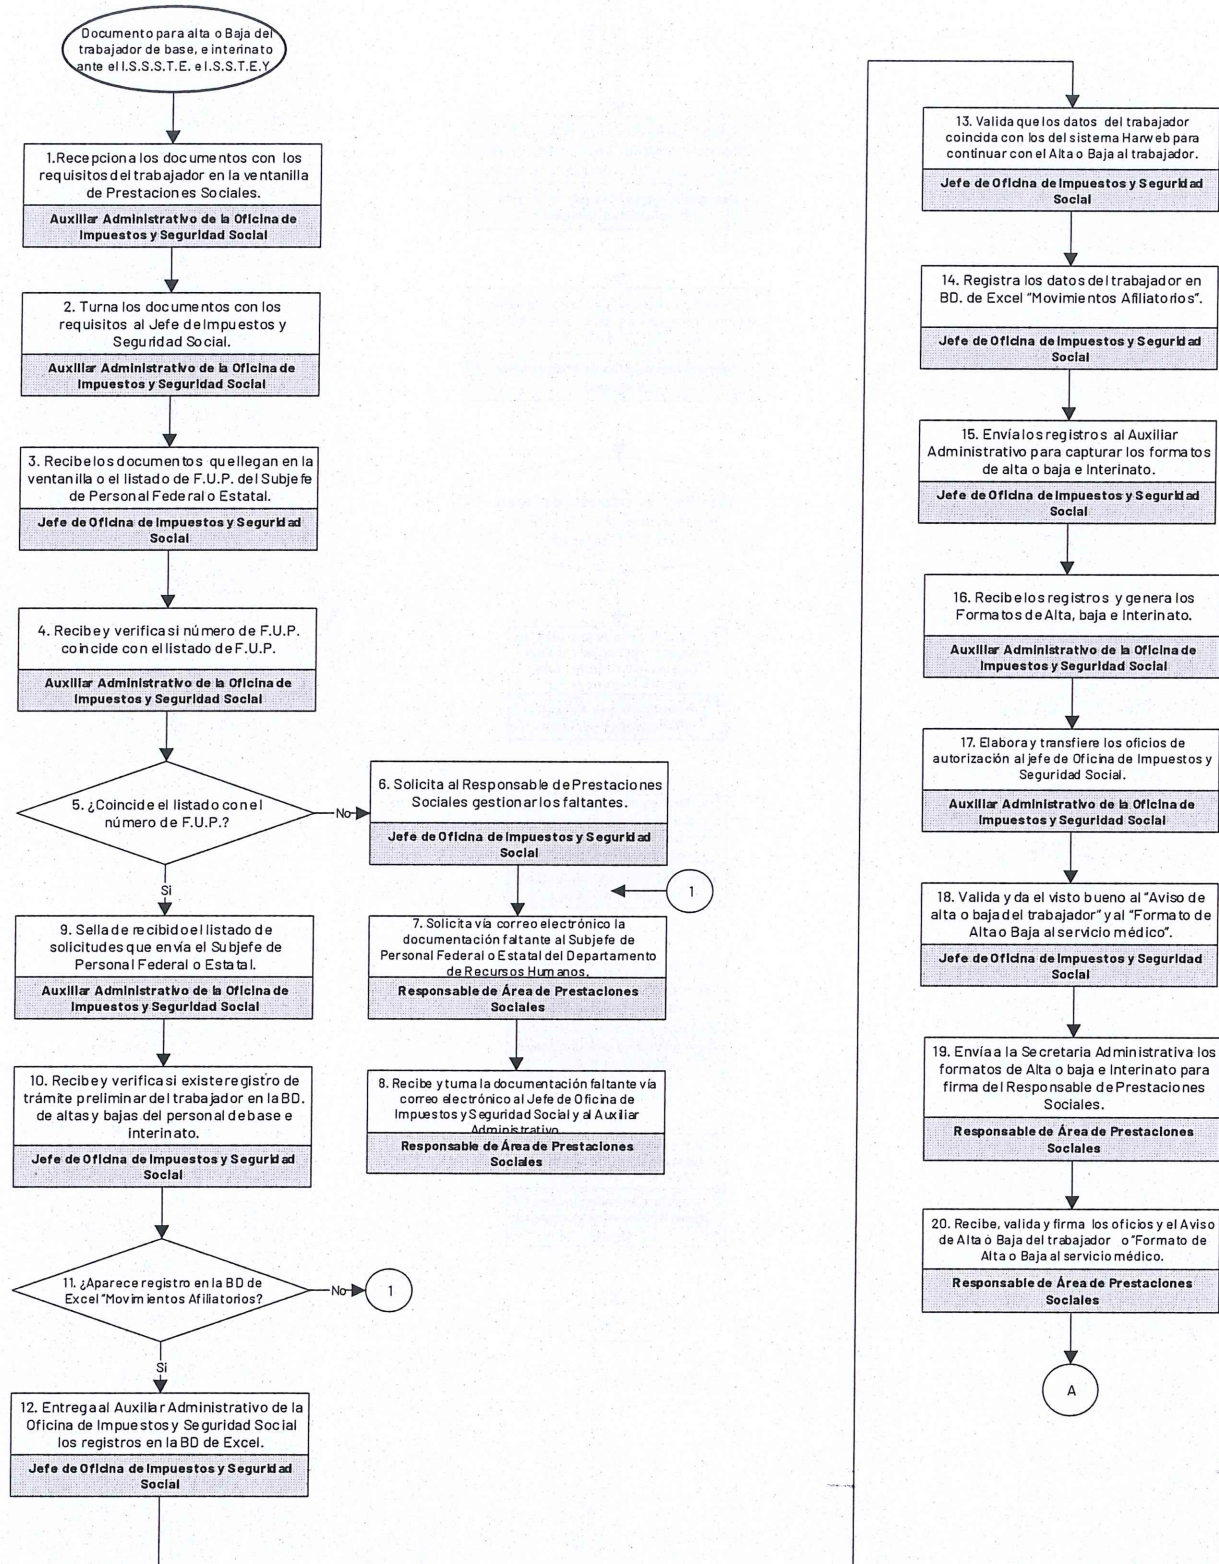 Documento para alta o Baja del
trabajador de base, e interinato
ante el I.S.S.S.T.E. e I.S.S.T.E.Y.
1.Recepciona los documentos con los
requisitos del trabajador en la ventanilla
de Prestaciones Sociales.
Auxiliar Administrativo de la Oficina de
Impuestos y Seguridad Social
2. Turna los documentos con los
requisitos al Jefe de Impuestos y
Seguridad Social.
Auxiliar Administrativo de la Oficina de
Impuestos y Seguridad Social
3. Recibe los documentos que llegan en la
ventanilla o el listado de F.U.P. del Subjefe
de Personal Federal o Estatal.
Jefe de Oficina de Impuestos y Seguridad
Social
4. Recibe y verifica si número de F.U.P.
coincide con el listado de F.U.P.
Auxiliar Administrativo de la Oficina de
Impuestos y Seguridad Social
5. ¿Coincide el listado con el
número de F.U.P.?
No
Si
6. Solicita al Responsable de Prestaciones
Sociales gestionar los faltantes.
Jefe de Oficina de Impuestos y Seguridad
Social
1
7. Solicita vía correo electrónico la
documentación faltante al Subjefe de
Personal Federal o Estatal del Departamento
de Recursos Humanos.
Responsable de Área de Prestaciones
Sociales
8. Recibe y turna la documentación faltante vía
correo electrónico al Jefe de Oficina de
Impuestos y Seguridad Social y al Auxiliar
Administrativo
Responsable de Área de Prestaciones
Sociales
9. Sella de recibido el listado de
solicitudes que envía el Subjefe de
Personal Federal o Estatal.
Auxiliar Administrativo de la Oficina de
Impuestos y Seguridad Social
10. Recibe y verifica si existe registro de
trámite preliminar del trabajador en la BD.
de altas y bajas del personal de base e
interinato.
Jefe de Oficina de Impuestos y Seguridad
Social
11. ¿Aparece registro en la BD de
Excel "Movimientos Afiliatorios?
No
1
Si
12. Entrega al Auxiliar Administrativo de la
Oficina de Impuestos y Seguridad Social
los registros en la BD de Excel.
Jefe de Oficina de Impuestos y Seguridad
Social
13. Valida que los datos del trabajador
coincida con los del sistema Harweb para
continuar con el Alta o Baja al trabajador.
Jefe de Oficina de Impuestos y Seguridad
Social
14. Registra los datos del trabajador en
BD. de Excel "Movimientos Afiliatorios".
Jefe de Oficina de Impuestos y Seguridad
Social
15. Envía los registros al Auxiliar
Administrativo para capturar los formatos
de alta o baja e Interinato.
Jefe de Oficina de Impuestos y Seguridad
Social
16. Recibe los registros y genera los
Formatos de Alta, baja e Interinato.
Auxiliar Administrativo de la Oficina de
Impuestos y Seguridad Social
17. Elabora y transfiere los oficios de
autorización al jefe de Oficina de Impuestos y
Seguridad Social.
Auxiliar Administrativo de la Oficina de
Impuestos y Seguridad Social
18. Valida y da el visto bueno al "Aviso de
alta o baja del trabajador" y al "Formato de
Alta o Baja al servicio médico".
Jefe de Oficina de Impuestos y Seguridad
Social
19. Envía a la Secretaria Administrativa los
formatos de Alta o baja e Interinato para
firma del Responsable de Prestaciones
Sociales.
Responsable de Área de Prestaciones
Sociales
20. Recibe, valida y firma los oficios y el Aviso
de Alta o Baja del trabajador o "Formato de
Alta o Baja al servicio médico.
Responsable de Área de Prestaciones
Sociales
A